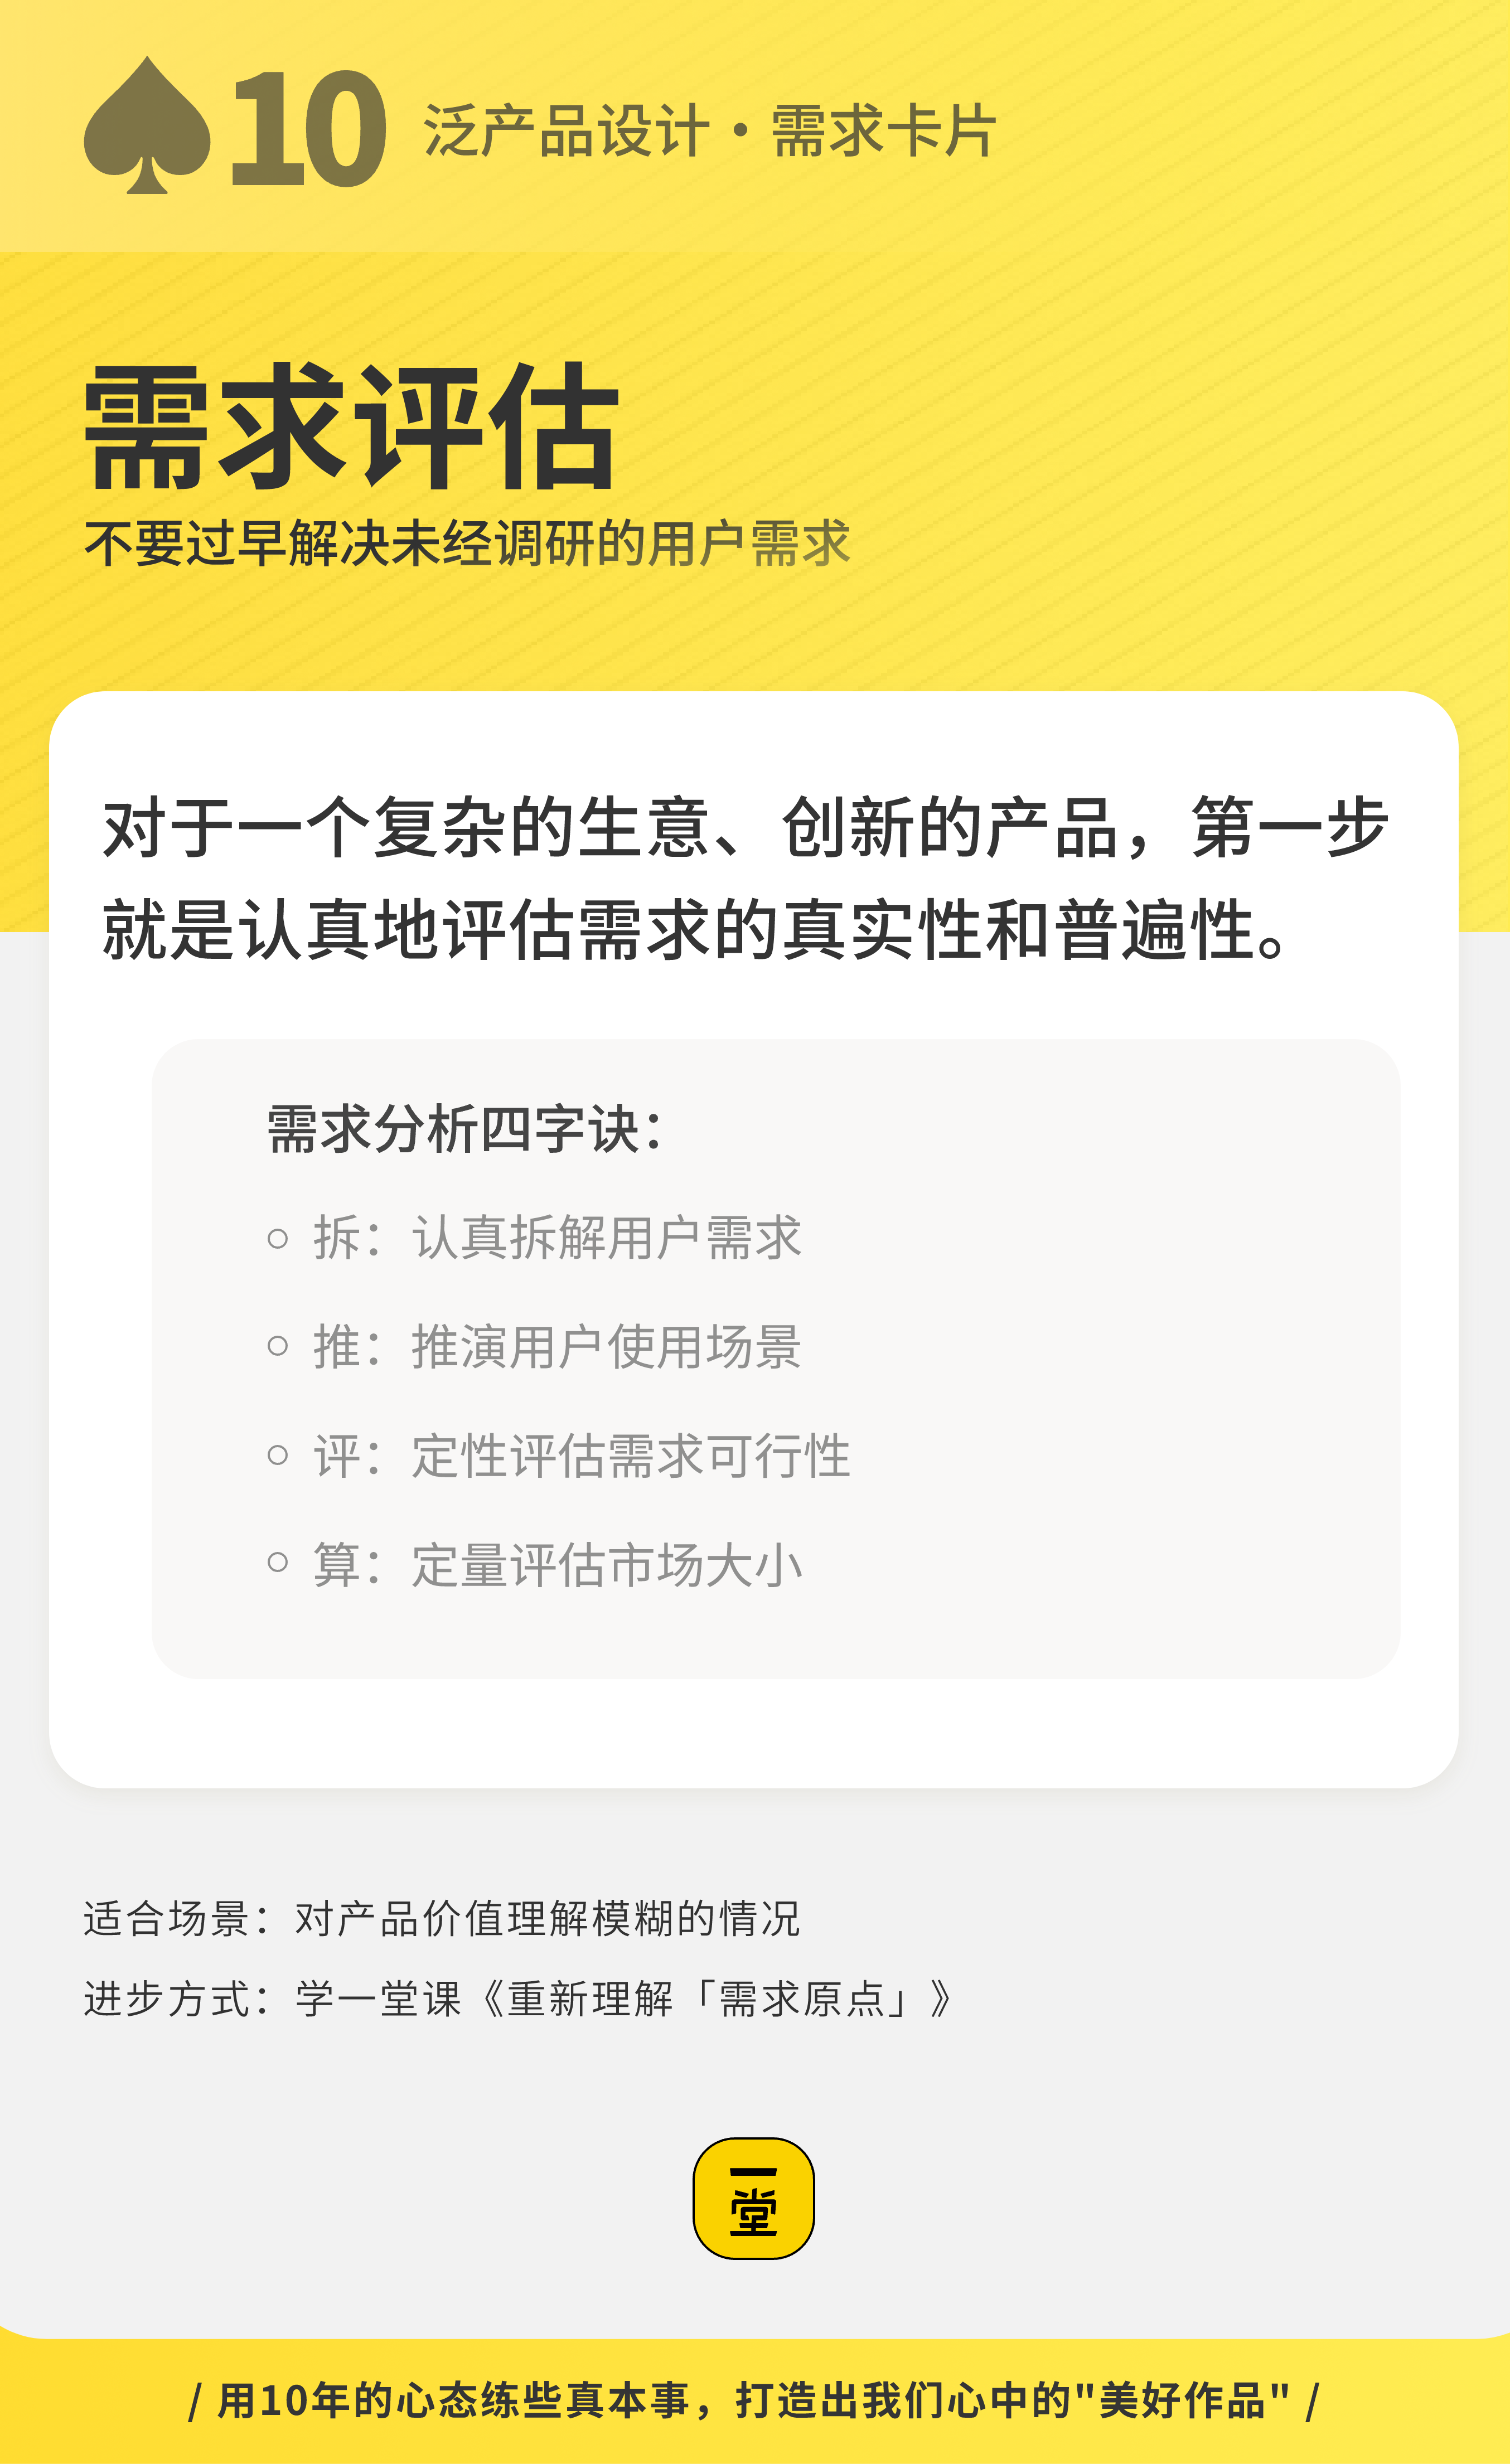 ♠10 泛产品设计·需求卡片
需求评估
不要过早解决未经调研的用户需求
对于一个复杂的生意、创新的产品，第一步
就是认真地评估需求的真实性和普遍性。
需求分析四字诀：
○ 拆：认真拆解用户需求
○ 推：推演用户使用场景
○ 评：定性评估需求可行性
○ 算：定量评估市场大小
适合场景：对产品价值理解模糊的情况
进步方式：学一堂课《重新理解「需求原点」》
一
堂
/ 用10年的心态练些真本事，打造出我们心中的"美好作品" /